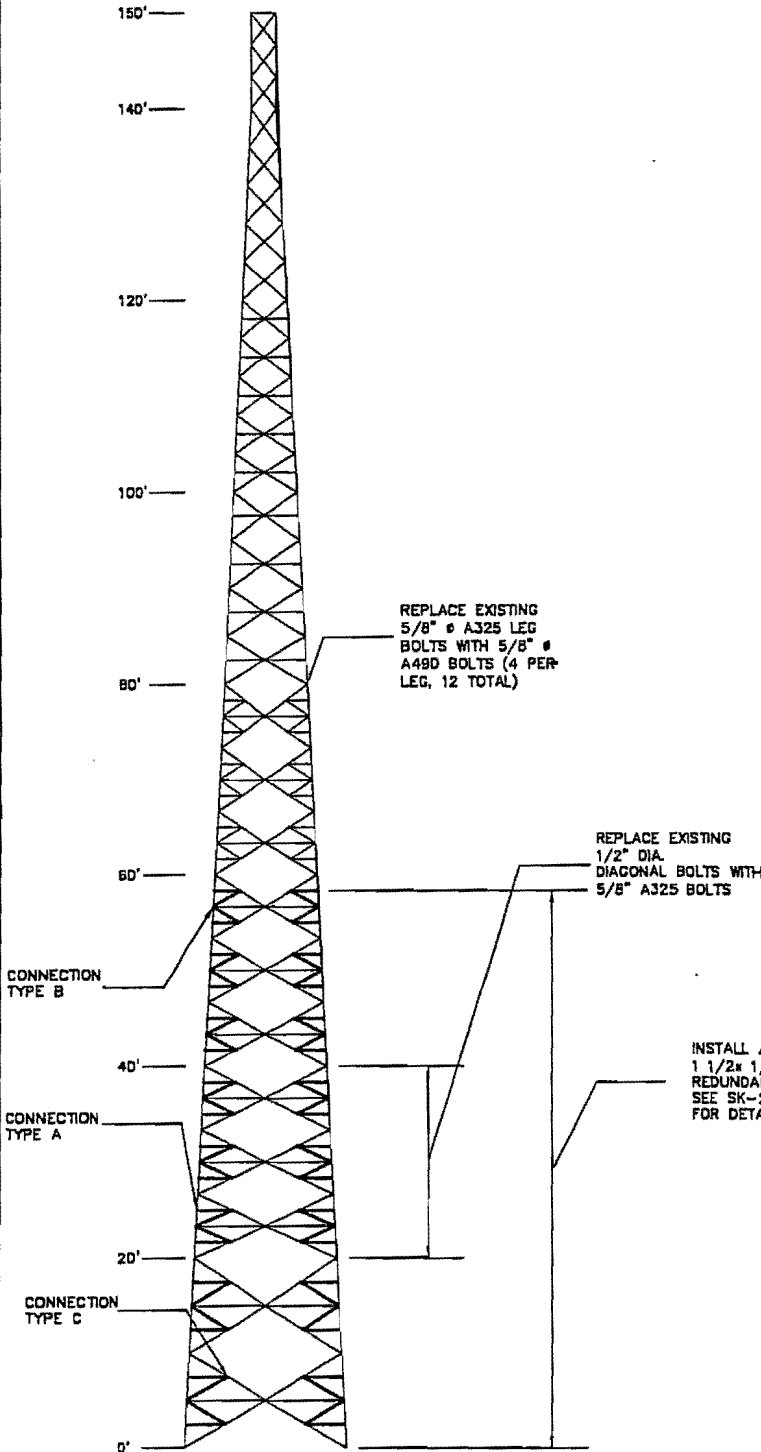 150'
140'
120'
100'
REPLACE EXISTING
5/8" ø A325 LEG
BOLTS WITH 5/8" ø
A490 BOLTS (4 PER
LEG, 12 TOTAL)
80'
REPLACE EXISTING
1/2" DIA.
DIAGONAL BOLTS WITH
5/8" A325 BOLTS
60'
CONNECTION
TYPE B
INSTALL
1 1/2x 1/
REDUNDA
SEE SK-
FOR DETA
40'
CONNECTION
TYPE A
20'
CONNECTION
TYPE C
0'